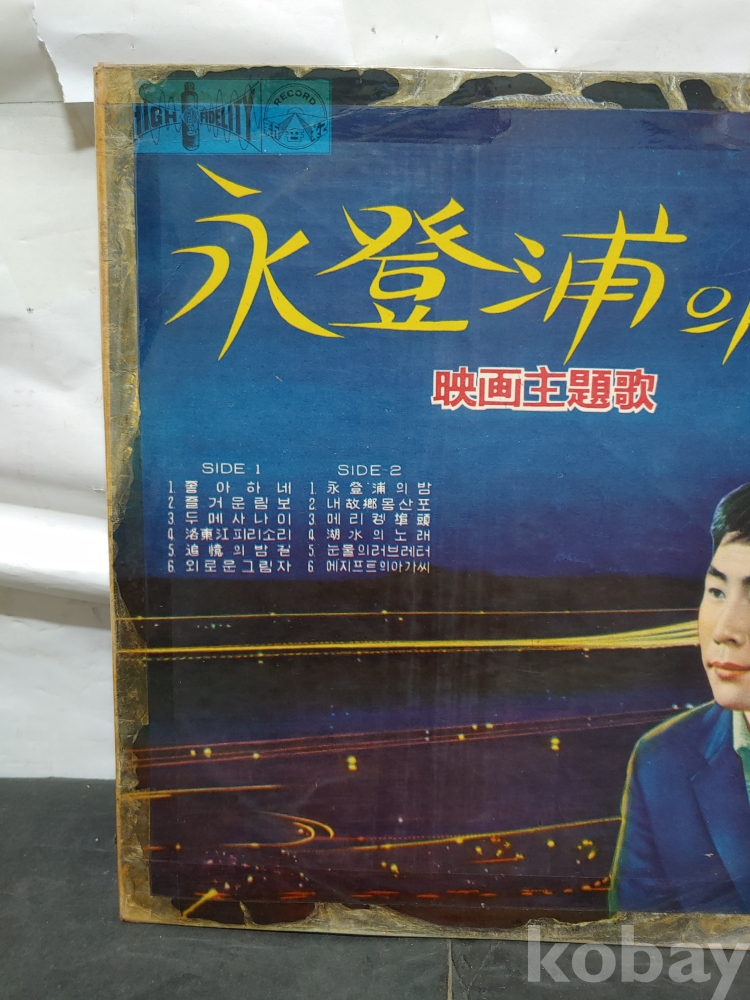 HIGH FIDELITY
RECORD
永登浦의
映画主題歌
SIDE-1
1. 좋아하네
2. 즐거운림보
3. 두메사나이
4. 洛東江피리소리
5. 追憶의밤길
6. 외로운그림자
SIDE-2
1. 永登浦의밤
2. 내故鄕몽산포
3. 메리켕埠頭
4. 湖水의노래
5. 눈물의러브레터
6. 에지프트의아가씨
kobay